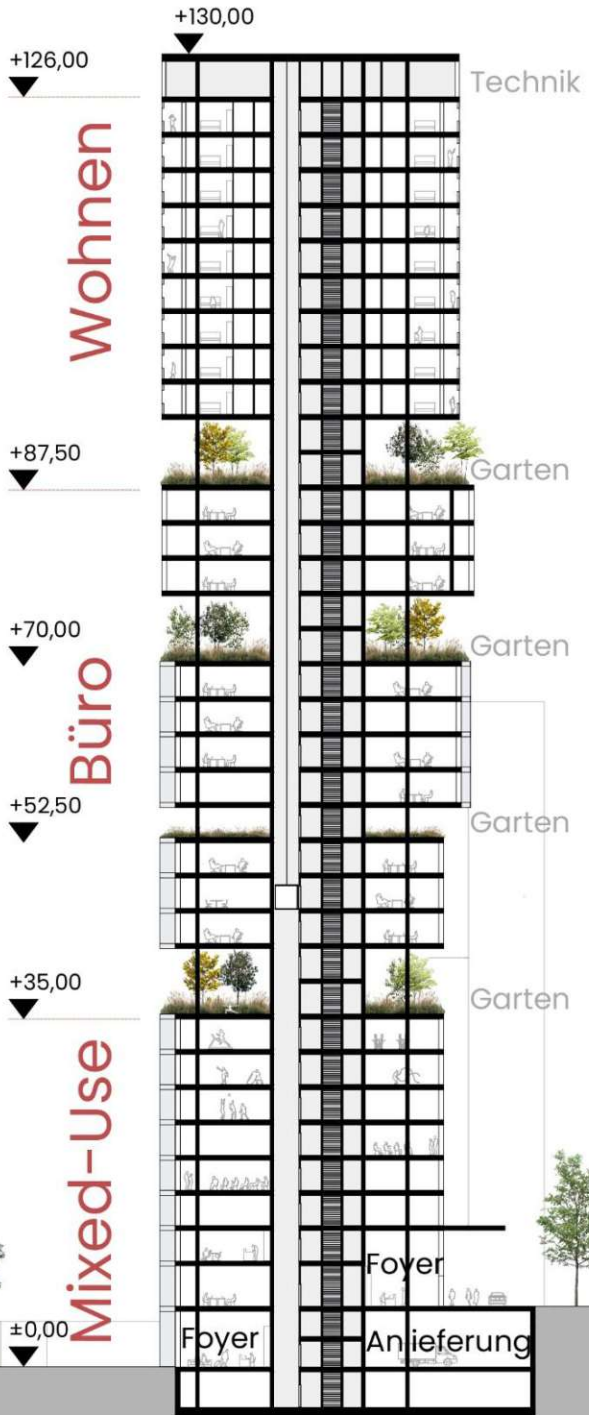 +130,00
+126,00
Technik
Wohnen
+87,50
Garten
+70,00
Garten
Büro
+52,50
Garten
+35,00
Garten
Mixed-Use
Foyer
±0,00
Foyer
Anlieferung